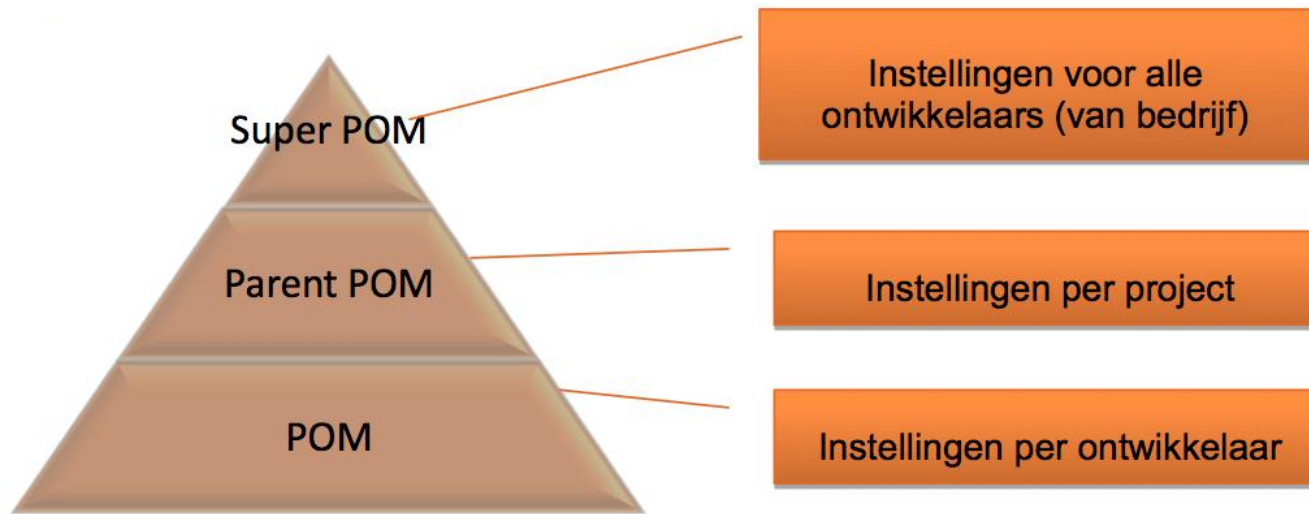 Super POM
Instellingen voor alle
ontwikkelaars (van bedrijf)
Parent POM
Instellingen per project
POM
Instellingen per ontwikkelaar